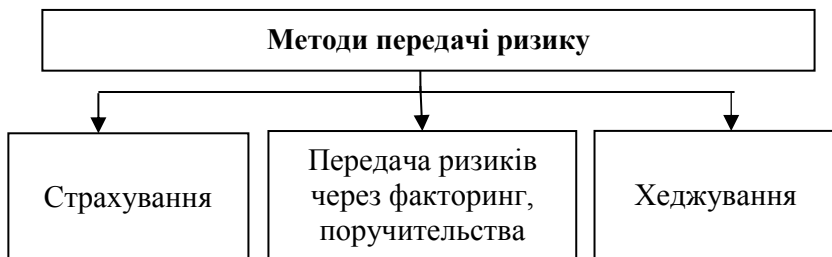 Методи передачі ризику
Страхування
Передача ризиків
через факторинг,
поручительства
Хеджування